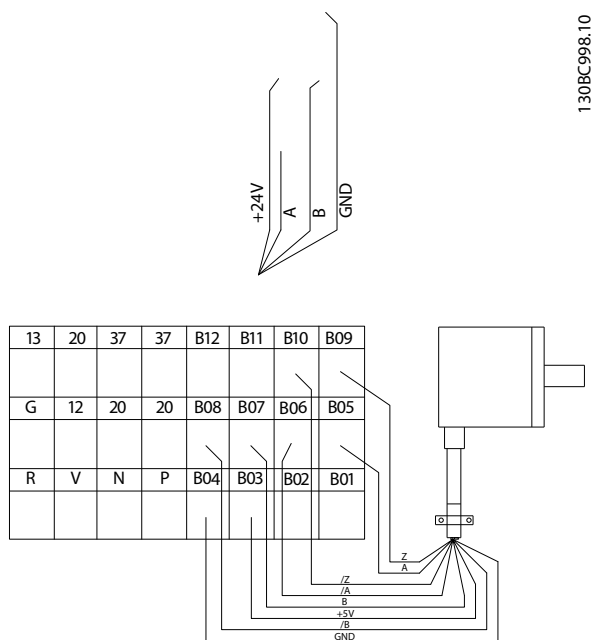 130BC998.10
+24V
A
B
GND
13 20 37 37 B12 B11 B10 B09
G 12 20 20 B08 B07 B06 B05
R V N P B04 B03 B02 B01
Z
A
/Z
/A
B
+5V
/B
GND